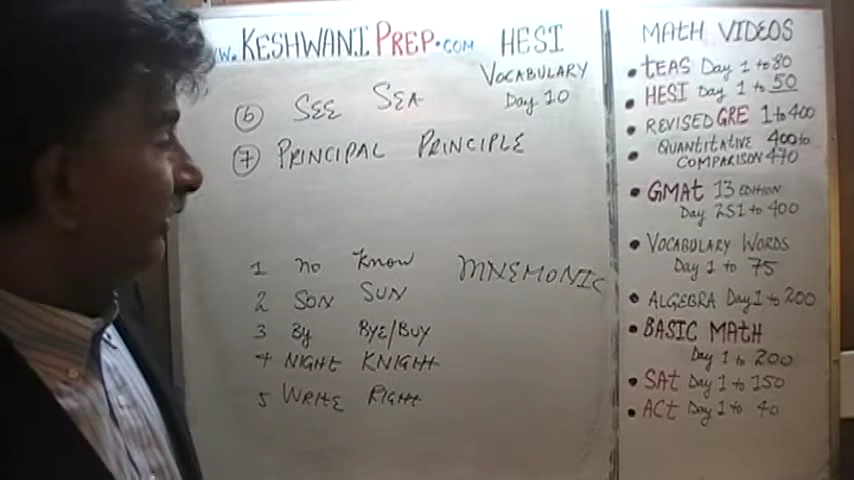 www.KESHWANIPREP.COM HESI
VOCABULARY
Day 10
6 SEE SEA
7 PRINCIPAL PRINCIPLE
1 no know MNEMONIC
2 SON SUN
3 By BYE/BUY
4 NIGHT KNIGHT
5 WRITE RIGHT
MATH VIDEOS
• tEAS Day 1 to 80
• HESI Day 1 to 50
• REVISED GRE 1 to 400
• QUANTITATIVE 400 to
COMPARISON 470
• GMAt 13 EDITION
Day 251 to 400
• VOCABULARY WORDS
Day 1 to 75
• ALGEBRA Day 1 to 200
• BASIC MATH
Day 1 to 200
• SAt Day 1 to 150
• ACt Day 1 to 40